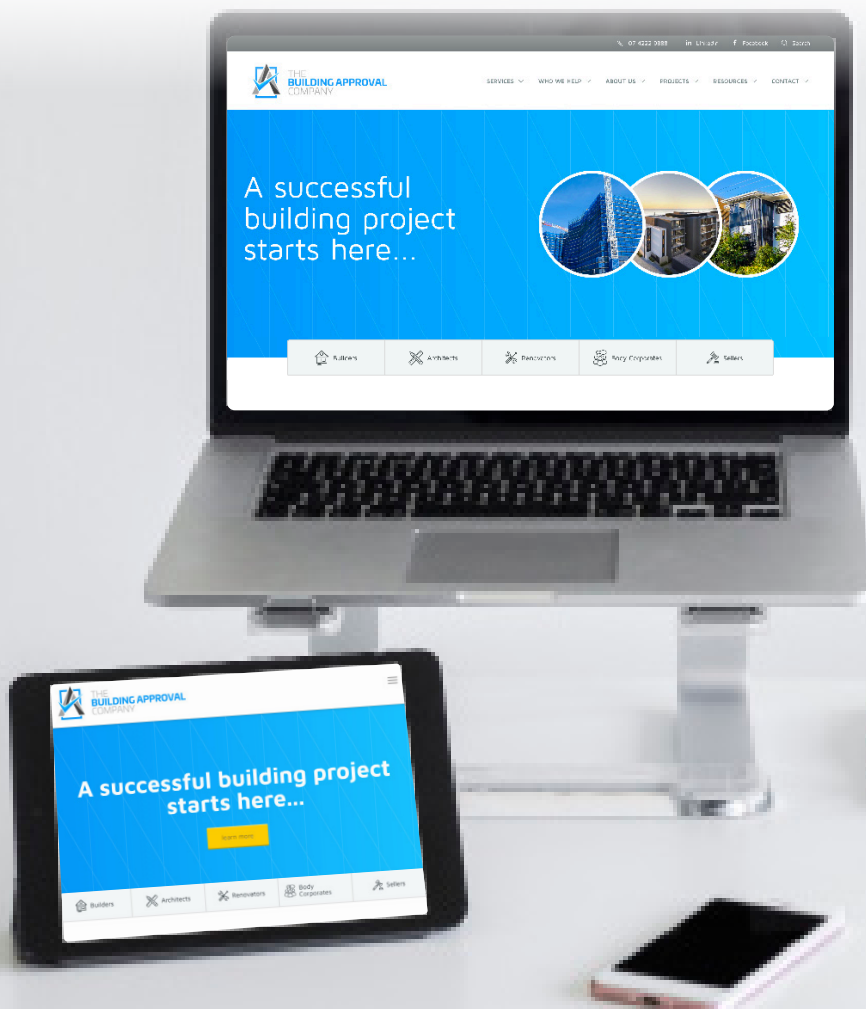 Facebook
Search
THE
BUILDING APPROVAL
COMPANY
SERVICES
WHO WE HELP
ABOUT US
PROJECTS
RESOURCES
CONTACT
A successful
building project
starts here...
Builders
Architects
Renovators
Body Corporates
Sellers
THE
BUILDING APPROVAL
COMPANY
A successful building project
starts here...
learn more
Builders
Architects
Renovators
Body
Corporates
Sellers